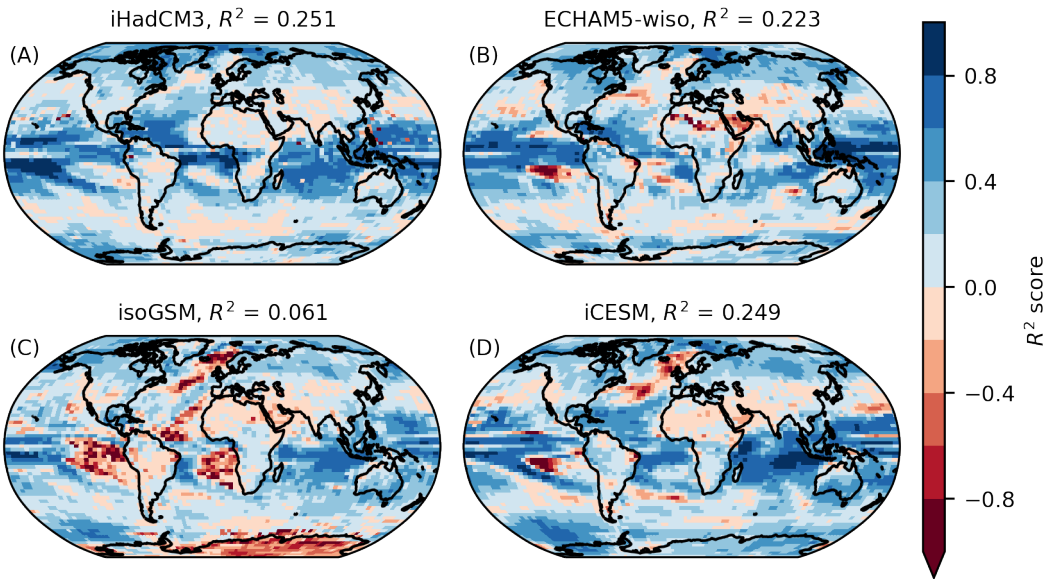 iHadCM3, R² = 0.251
ECHAM5-wiso, R² = 0.223
(A)
(B)
isoGSM, R² = 0.061
iCESM, R² = 0.249
(C)
(D)
0.8
0.4
0.0
−0.4
−0.8
R² score